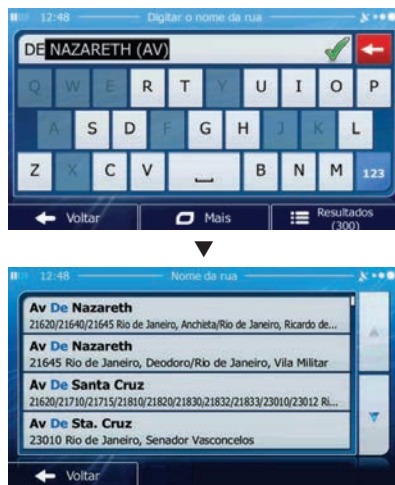 12:48 Digitar o nome da rua
DE NAZARETH (AV)
Q W E R T Y U I O P
A S D F G H J K L
Z X C V B N M 123
Voltar Mais Resultados
(300)
12:48 Nome da rua
Av De Nazareth
21620/21640/21645 Rio de Janeiro, Anchieta/Rio de Janeiro, Ricardo de...
Av De Nazareth
21645 Rio de Janeiro, Deodoro/Rio de Janeiro, Vila Militar
Av De Santa Cruz
21620/21710/21715/21810/21820/21830/21832/21833/23010/23012 Ri...
Av De Sta. Cruz
23010 Rio de Janeiro, Senador Vasconcelos
Voltar